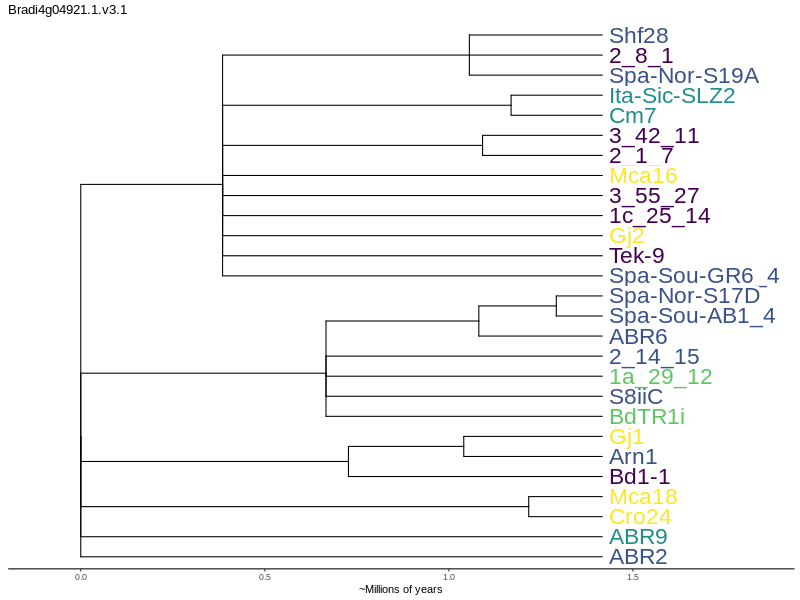 Bradi4g04921.1.v3.1
Shf28
2_8_1
Spa-Nor-S19A
Ita-Sic-SLZ2
Cm7
3_42_11
2_1_7
Mca16
3_55_27
1c_25_14
Gj2
Tek-9
Spa-Sou-GR6_4
Spa-Nor-S17D
Spa-Sou-AB1_4
ABR6
2_14_15
1a_29_12
S8iiC
BdTR1i
Gj1
Arn1
Bd1-1
Mca18
Cro24
ABR9
ABR2
0.0 0.5 1.0 1.5
~Millions of years